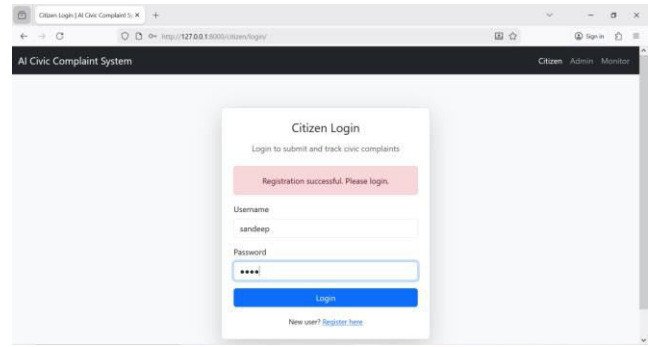 Citizen Login | AI Civic Complaint Sy
http://127.0.0.1:8000/citizen/login/
Sign in
AI Civic Complaint System
Citizen Admin Monitor
Citizen Login
Login to submit and track civic complaints
Registration successful. Please login.
Username
sandeep
Password
Login
New user? Register here